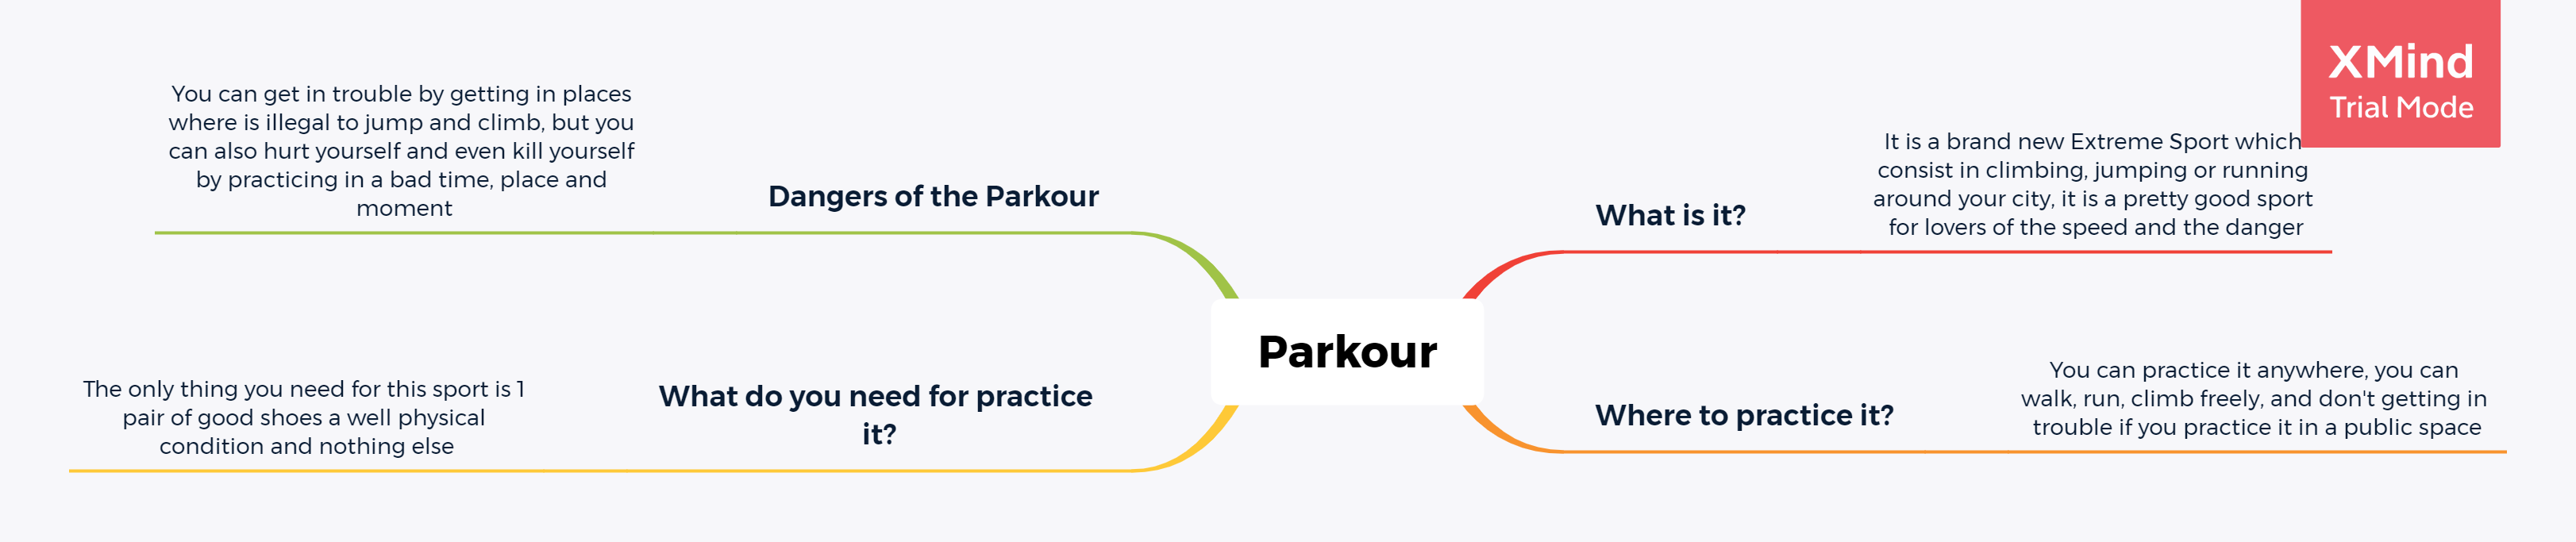 XMind
Trial Mode
You can get in trouble by getting in places
where is illegal to jump and climb, but you
can also hurt yourself and even kill yourself
by practicing in a bad time, place and
moment
Dangers of the Parkour
The only thing you need for this sport is 1
pair of good shoes a well physical
condition and nothing else
What do you need for practice
it?
Parkour
What is it?
It is a brand new Extreme Sport which
consist in climbing, jumping or running
around your city, it is a pretty good sport
for lovers of the speed and the danger
Where to practice it?
You can practice it anywhere, you can
walk, run, climb freely, and don't getting in
trouble if you practice it in a public space